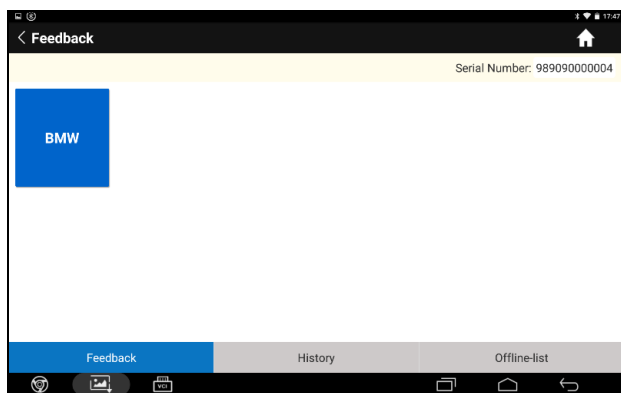 17:47
Feedback
Serial Number: 989090000004
BMW
Feedback History Offline-list
VCI